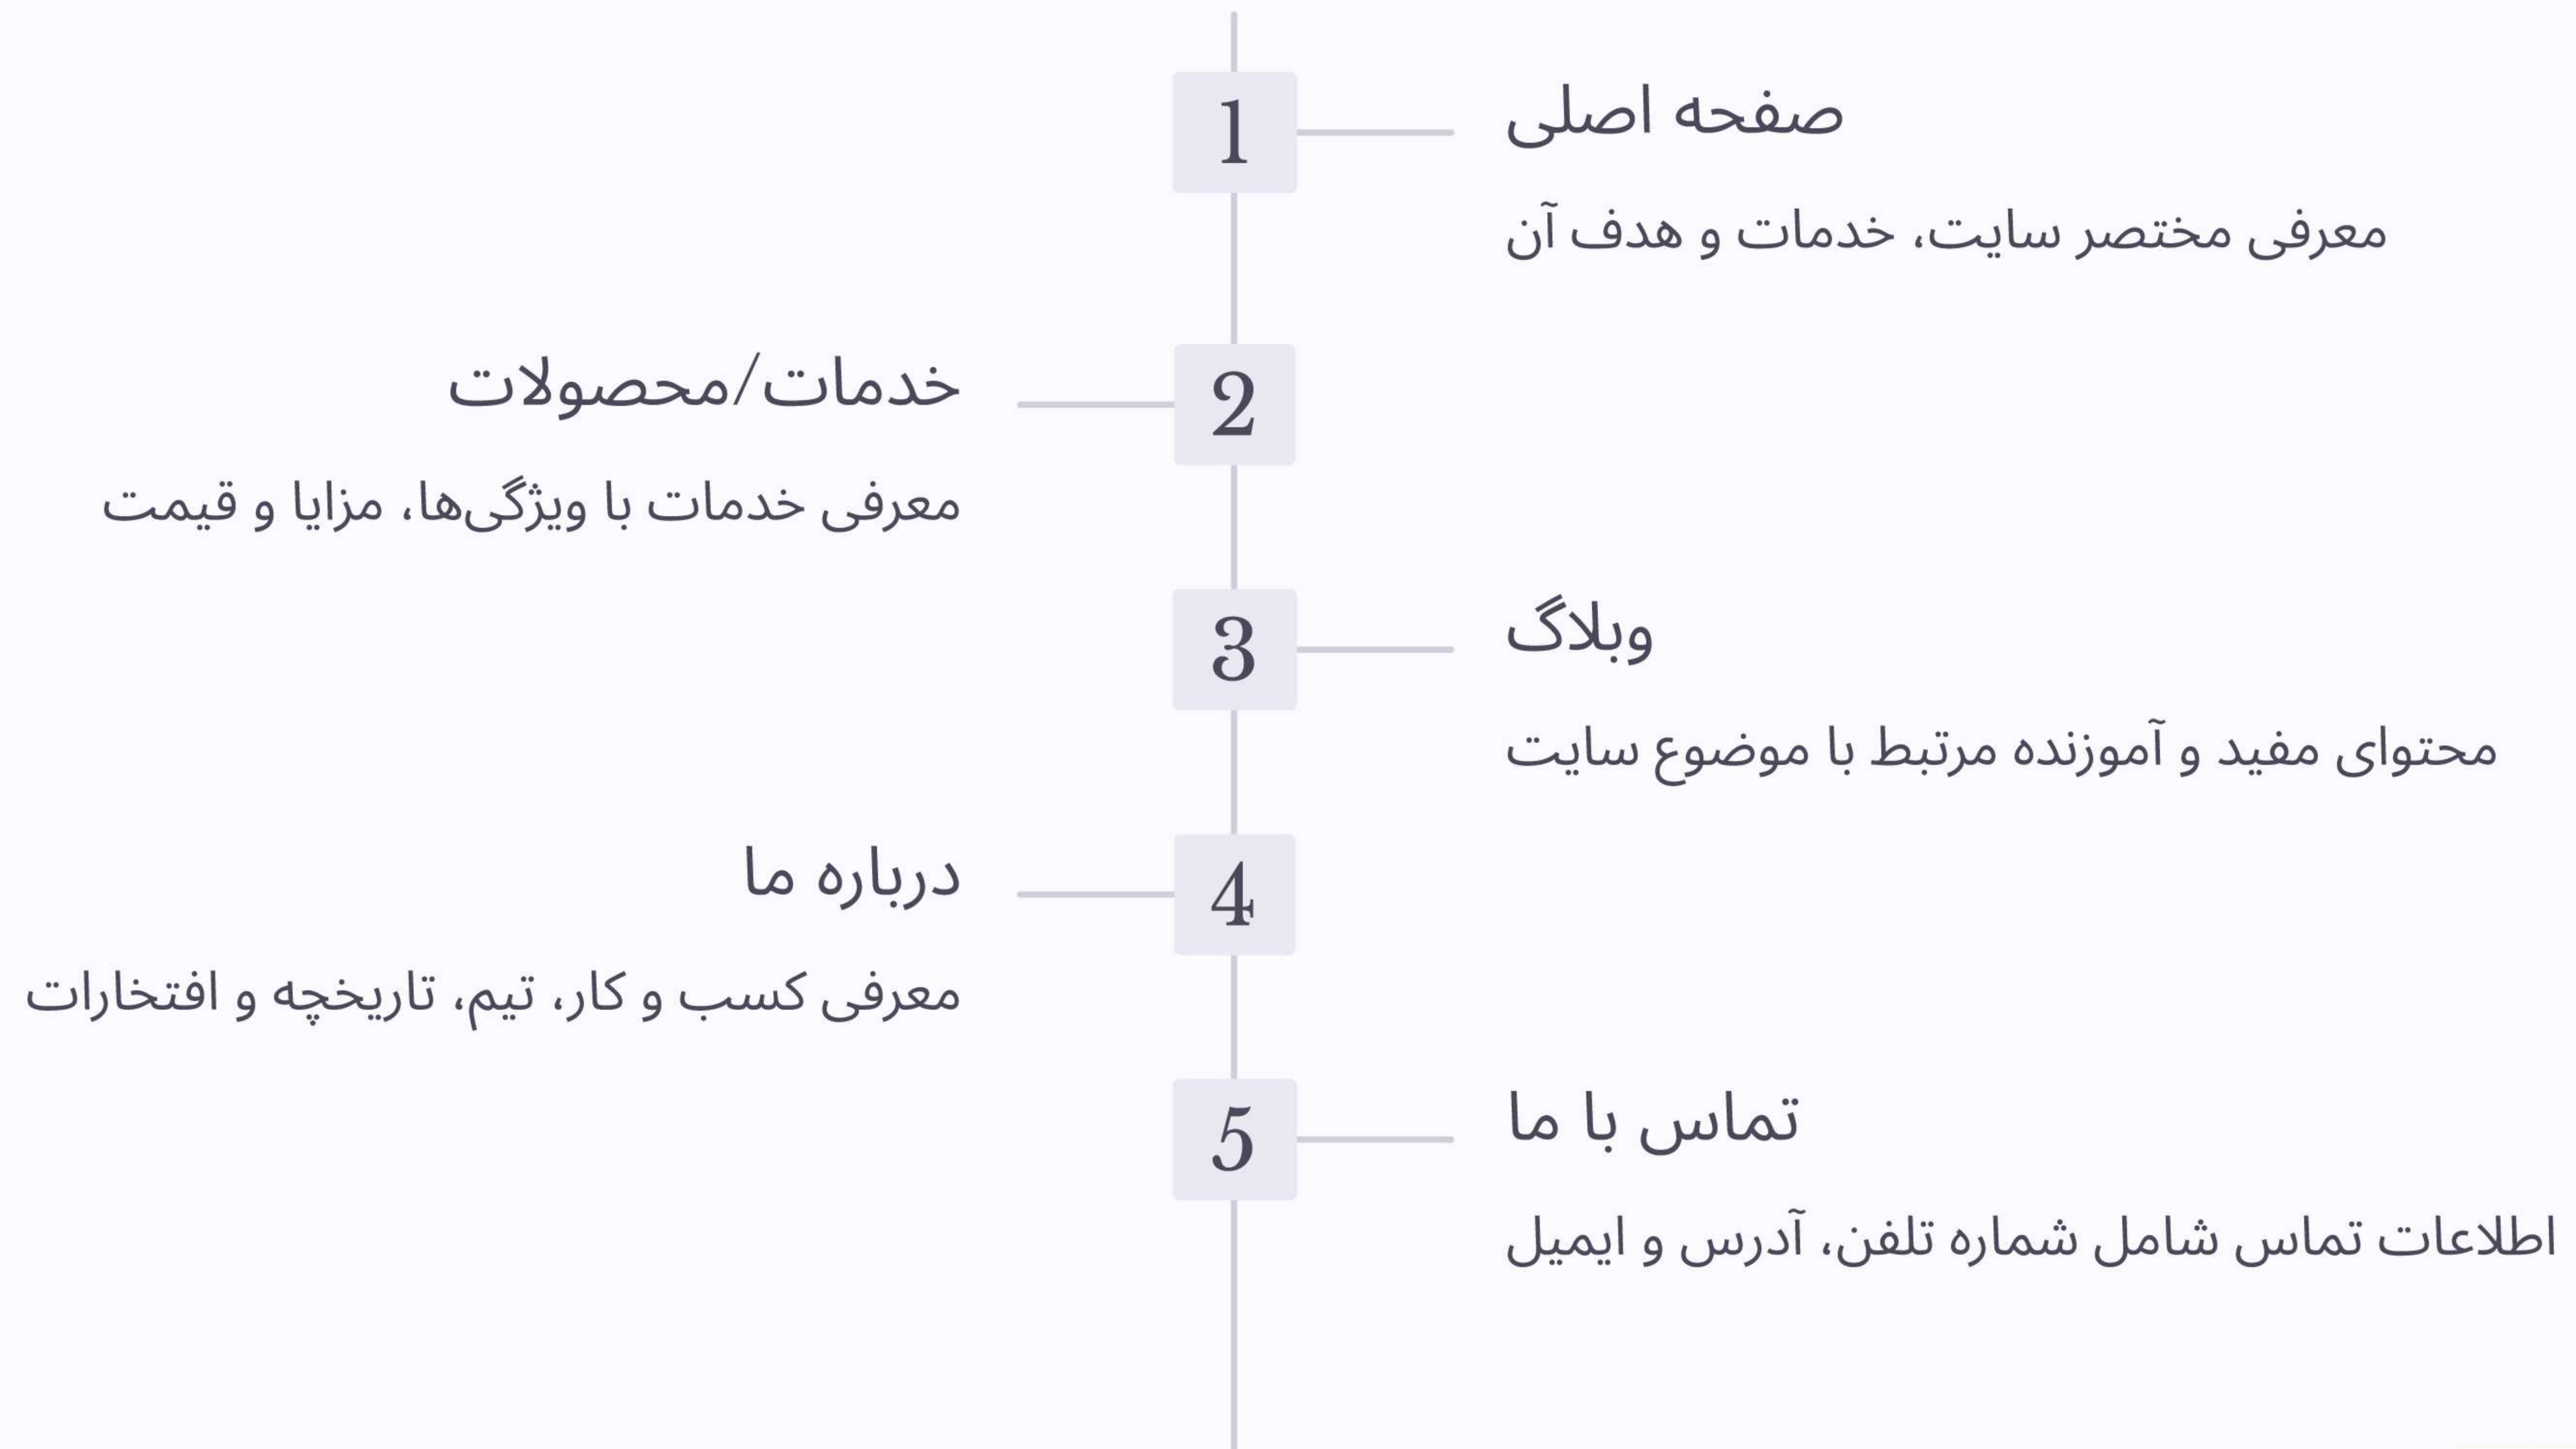 1
صفحه اصلی
معرفی مختصر سایت، خدمات و هدف آن
2
خدمات/محصولات
معرفی خدمات با ویژگی‌ها، مزایا و قیمت
3
وبلاگ
محتوای مفید و آموزنده مرتبط با موضوع سایت
4
درباره ما
معرفی کسب و کار، تیم، تاریخچه و افتخارات
5
تماس با ما
اطلاعات تماس شامل شماره تلفن، آدرس و ایمیل